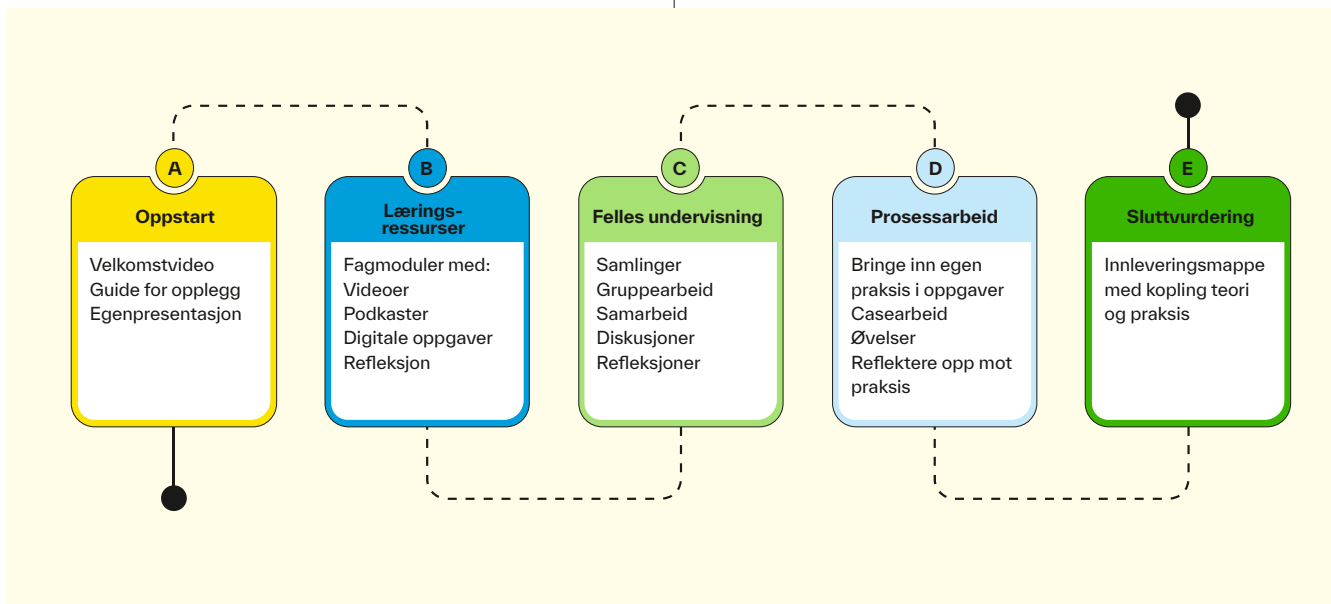 A
Oppstart
Velkomstvideo
Guide for opplegg
Egenpresentasjon
B
Lærings-
ressurser
Fagmoduler med:
Videoer
Podkaster
Digitale oppgaver
Refleksjon
C
Felles undervisning
Samlinger
Gruppearbeid
Samarbeid
Diskusjoner
Refleksjoner
D
Prosessarbeid
Bringe inn egen
praksis i oppgaver
Casearbeid
Øvelser
Reflektere opp mot
praksis
E
Sluttvurdering
Innleveringsmappe
med kopling teori
og praksis